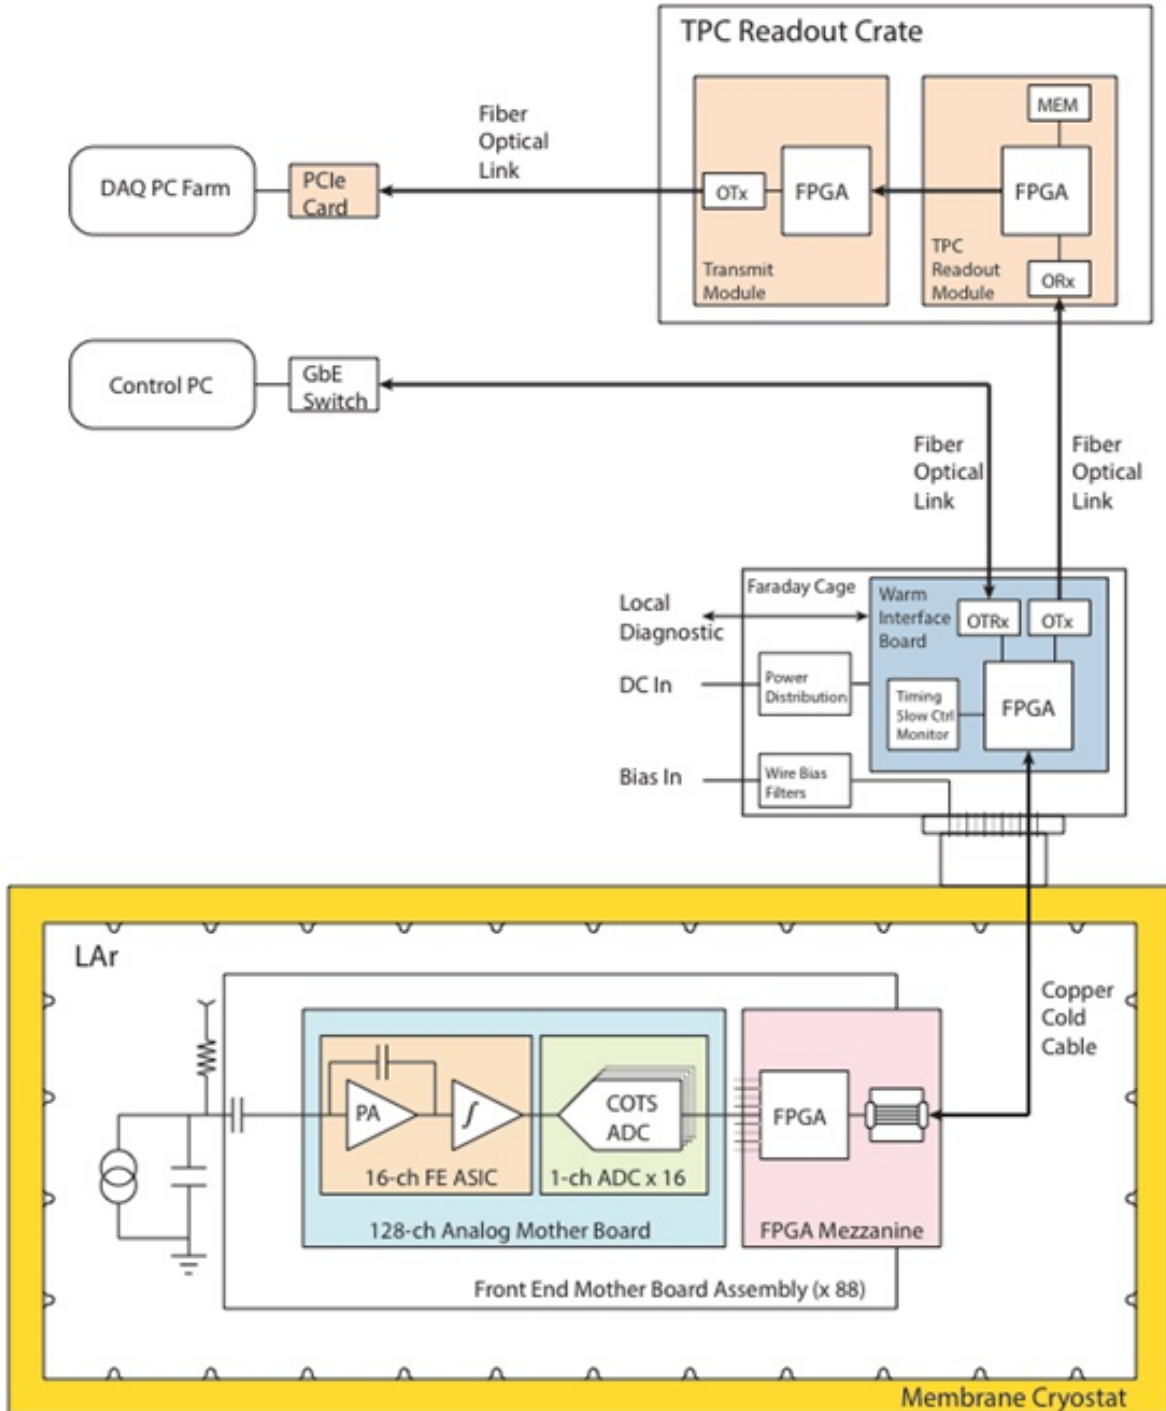 TPC Readout Crate
MEM
Fiber
Optical
Link
DAQ PC Farm
PCIe
Card
OTx
FPGA
FPGA
Transmit
Module
TPC
Readout
Module
ORx
Control PC
GbE
Switch
Fiber
Optical
Link
Fiber
Optical
Link
Faraday Cage
Warm
Interface
Board
OTRx
OTx
Local
Diagnostic
DC In
Power
Distribution
Timing
Slow Ctrl
Monitor
FPGA
Bias In
Wire Bias
Filters
LAr
Copper
Cold
Cable
PA
∫
COTS
ADC
FPGA
16-ch FE ASIC
1-ch ADC x 16
128-ch Analog Mother Board
FPGA Mezzanine
Front End Mother Board Assembly (x 88)
Membrane Cryostat